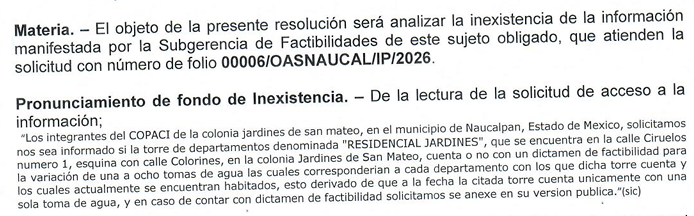 Materia. – El objeto de la presente resolución será analizar la inexistencia de la información
manifestada por la Subgerencia de Factibilidades de este sujeto obligado, que atienden la
solicitud con número de folio 00006/OASNAUCAL/IP/2026.
Pronunciamiento de fondo de Inexistencia. – De la lectura de la solicitud de acceso a la
información;
"Los integrantes del COPACI de la colonia jardines de san mateo, en el municipio de Naucalpan, Estado de Mexico, solicitamos
nos sea informado si la torre de departamentos denominada "RESIDENCIAL JARDINES", que se encuentra en la calle Ciruelos
numero 1, esquina con calle Colorines, en la colonia Jardines de San Mateo, cuenta o no con un dictamen de factibilidad para
la variación de una a ocho tomas de agua las cuales corresponderian a cada departamento con los que dicha torre cuenta y
los cuales actualmente se encuentran habitados, esto derivado de que a la fecha la citada torre cuenta unicamente con una
sola toma de agua, y en caso de contar con dictamen de factibilidad solicitamos se anexe en su version publica."(sic)